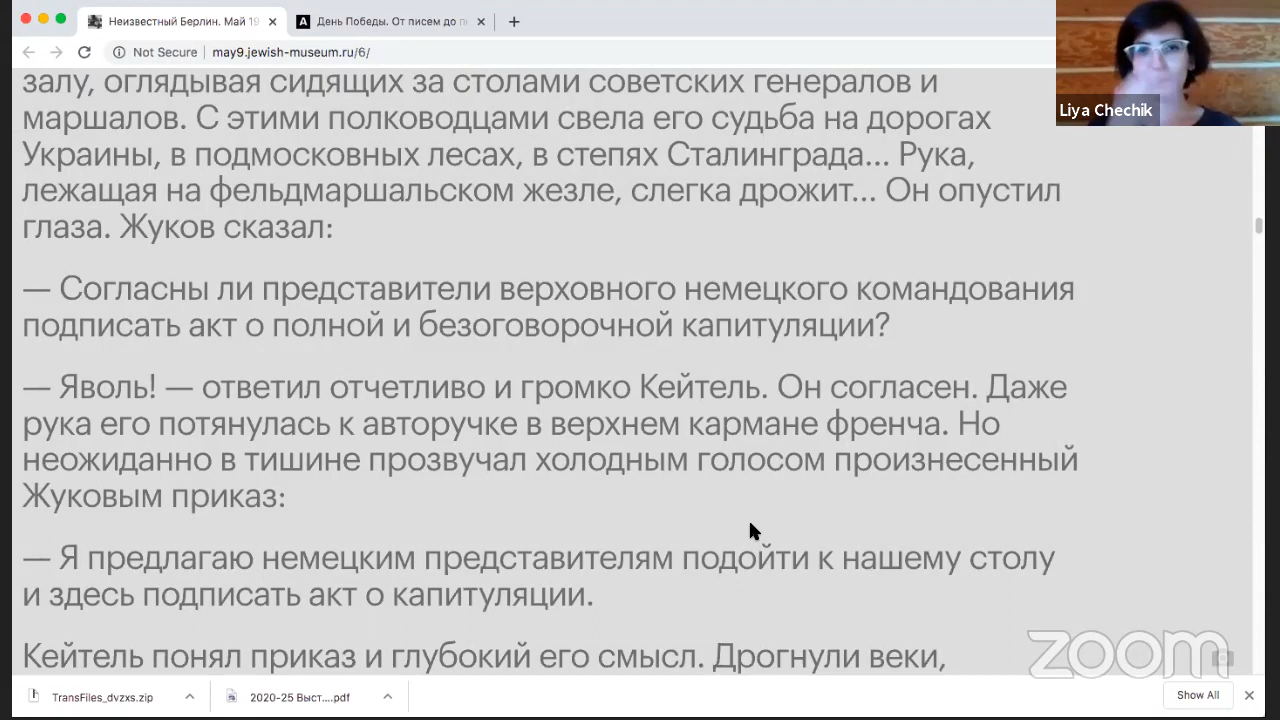 Неизвестный Берлин. Май 19
День Победы. От писем до п
Not Secure
may9.jewish-museum.ru/6/
Liya Chechik
залу, оглядывая сидящих за столами советских генералов и
маршалов. С этими полководцами свела его судьба на дорогах
Украины, в подмосковных лесах, в степях Сталинграда... Рука,
лежащая на фельдмаршальском жезле, слегка дрожит... Он опустил
глаза. Жуков сказал:
— Согласны ли представители верховного немецкого командования
подписать акт о полной и безоговорочной капитуляции?
— Яволь! — ответил отчетливо и громко Кейтель. Он согласен. Даже
рука его потянулась к авторучке в верхнем кармане френча. Но
неожиданно в тишине прозвучал холодным голосом произнесенный
Жуковым приказ:
— Я предлагаю немецким представителям подойти к нашему столу
и здесь подписать акт о капитуляции.
Кейтель понял приказ и глубокий его смысл. Дрогнули веки,
zoom
TransFiles_dvzxs.zip
2020-25 Выст....pdf
Show All